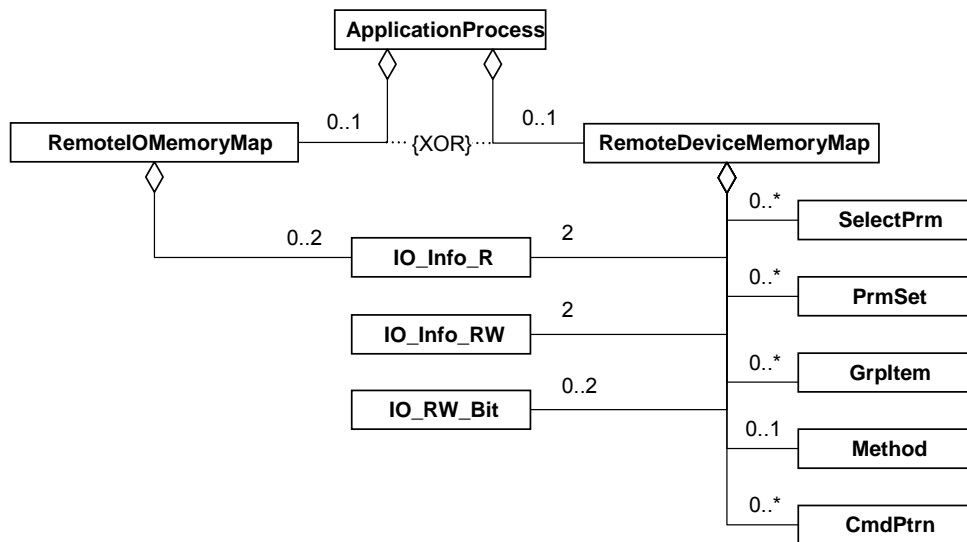 ApplicationProcess
0..1
0..1
RemoteIOMemoryMap
{XOR}
RemoteDeviceMemoryMap
0..*
SelectPrm
0..2
IO_Info_R
2
0..*
PrmSet
2
IO_Info_RW
0..*
GrpItem
0..2
IO_RW_Bit
0..1
Method
0..*
CmdPtrn